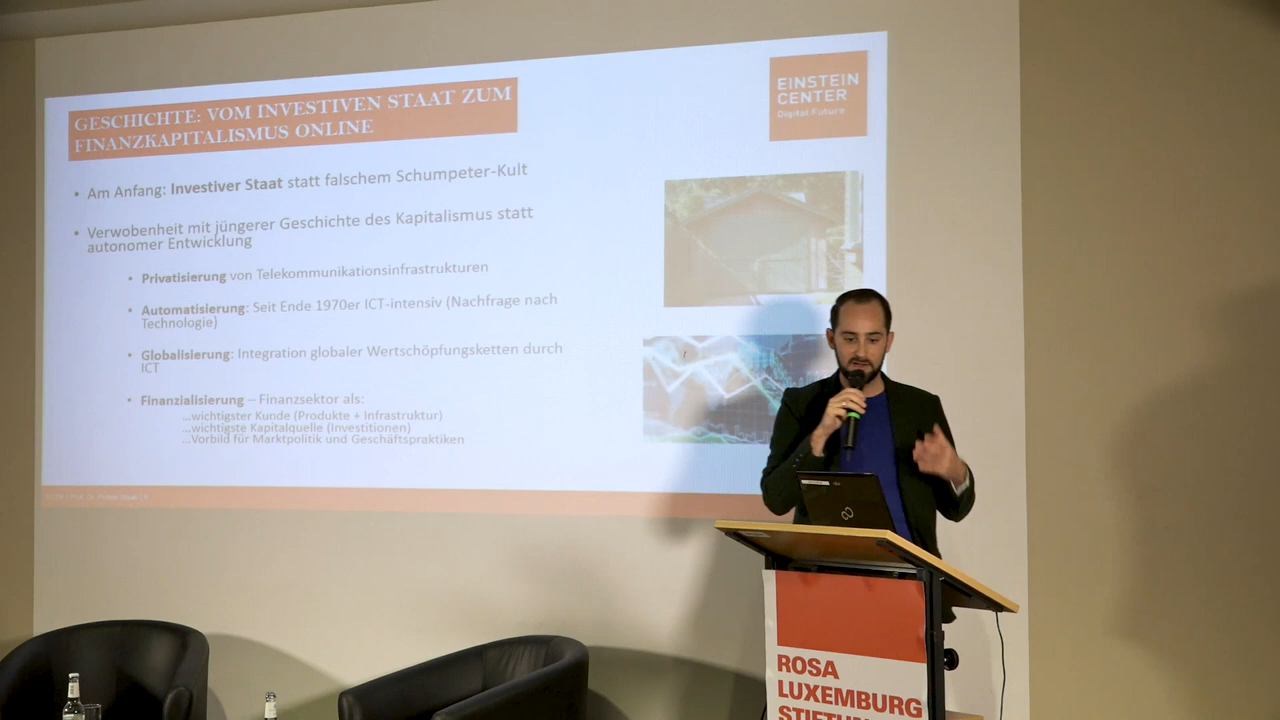 GESCHICHTE: VOM INVESTIVEN STAAT ZUM
FINANZKAPITALISMUS ONLINE
EINSTEIN
CENTER
Digital Future
• Am Anfang: Investiver Staat statt falschem Schumpeter-Kult
• Verwobenheit mit jüngerer Geschichte des Kapitalismus statt
autonomer Entwicklung
• Privatisierung von Telekommunikationsinfrastrukturen
• Automatisierung: Seit Ende 1970er ICT-intensiv (Nachfrage nach
Technologie)
• Globalisierung: Integration globaler Wertschöpfungsketten durch
ICT
• Finanzialisierung – Finanzsektor als:
...wichtigster Kunde (Produkte + Infrastruktur)
...wichtigste Kapitalquelle (Investitionen)
...Vorbild für Marktpolitik und Geschäftspraktiken
ROSA
LUXEMBURG
STIFTUNG